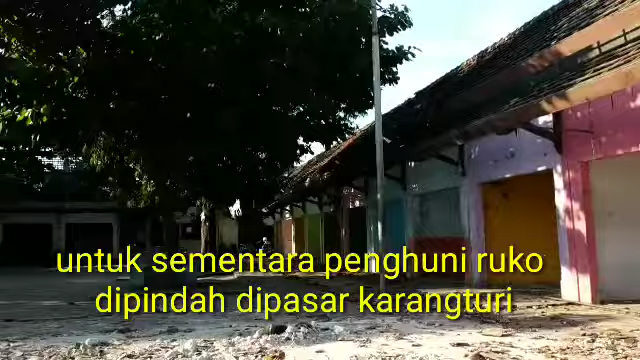 untuk sementara penghuni ruko
dipindah dipasar karangturi